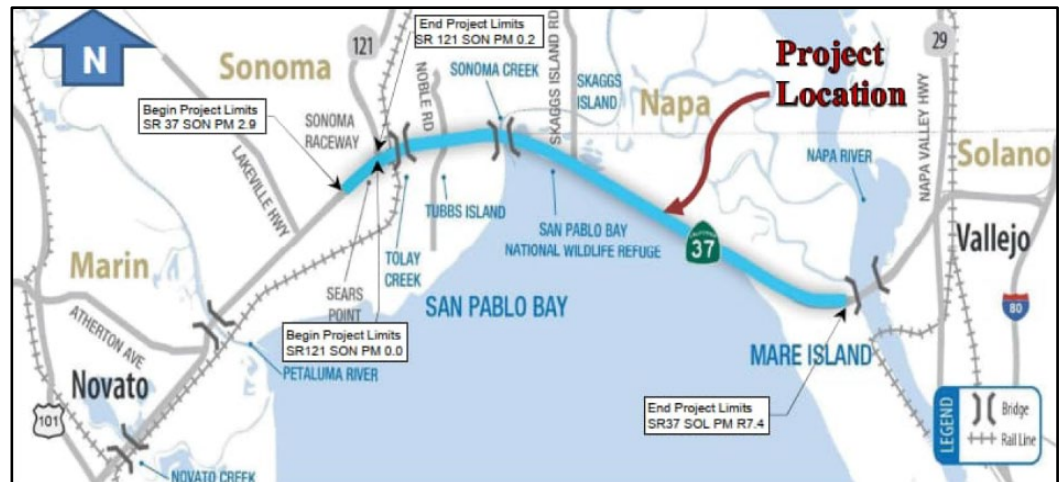 N
Sonoma
121
End Project Limits
SR 121 SON PM 0.2
NOBLE RD
SONOMA CREEK
SKAGGS ISLAND RD
SKAGGS
ISLAND
Napa
Project
Location
29
NAPA VALLEY HWY
Begin Project Limits
SR 37 SON PM 2.9
SONOMA
RACEWAY
LAKEVILLE HWY
NAPA RIVER
Solano
TUBBS ISLAND
SAN PABLO BAY
NATIONAL WILDLIFE REFUGE
CALIFORNIA
37
Vallejo
Marin
TOLAY
CREEK
SEARS
POINT
SAN PABLO BAY
80
ATHERTON AVE
Begin Project Limits
SR121 SON PM 0.0
MARE ISLAND
PETALUMA RIVER
Novato
101
End Project Limits
SR37 SOL PM R7.4
LEGEND
Bridge
Rail Line
NOVATO CREEK